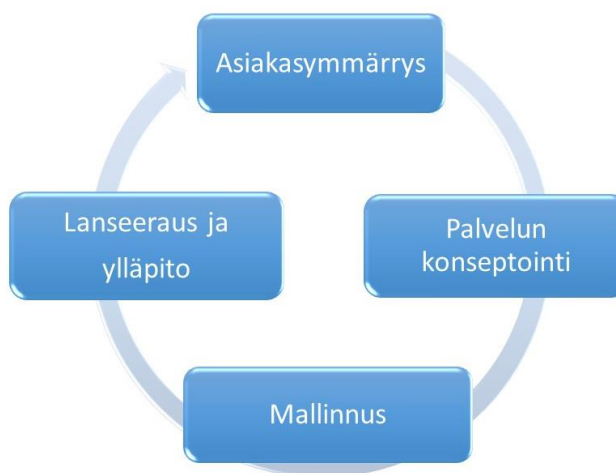 Asiakasymmärrys
Palvelun
konseptointi
Mallinnus
Lanseeraus ja
ylläpito